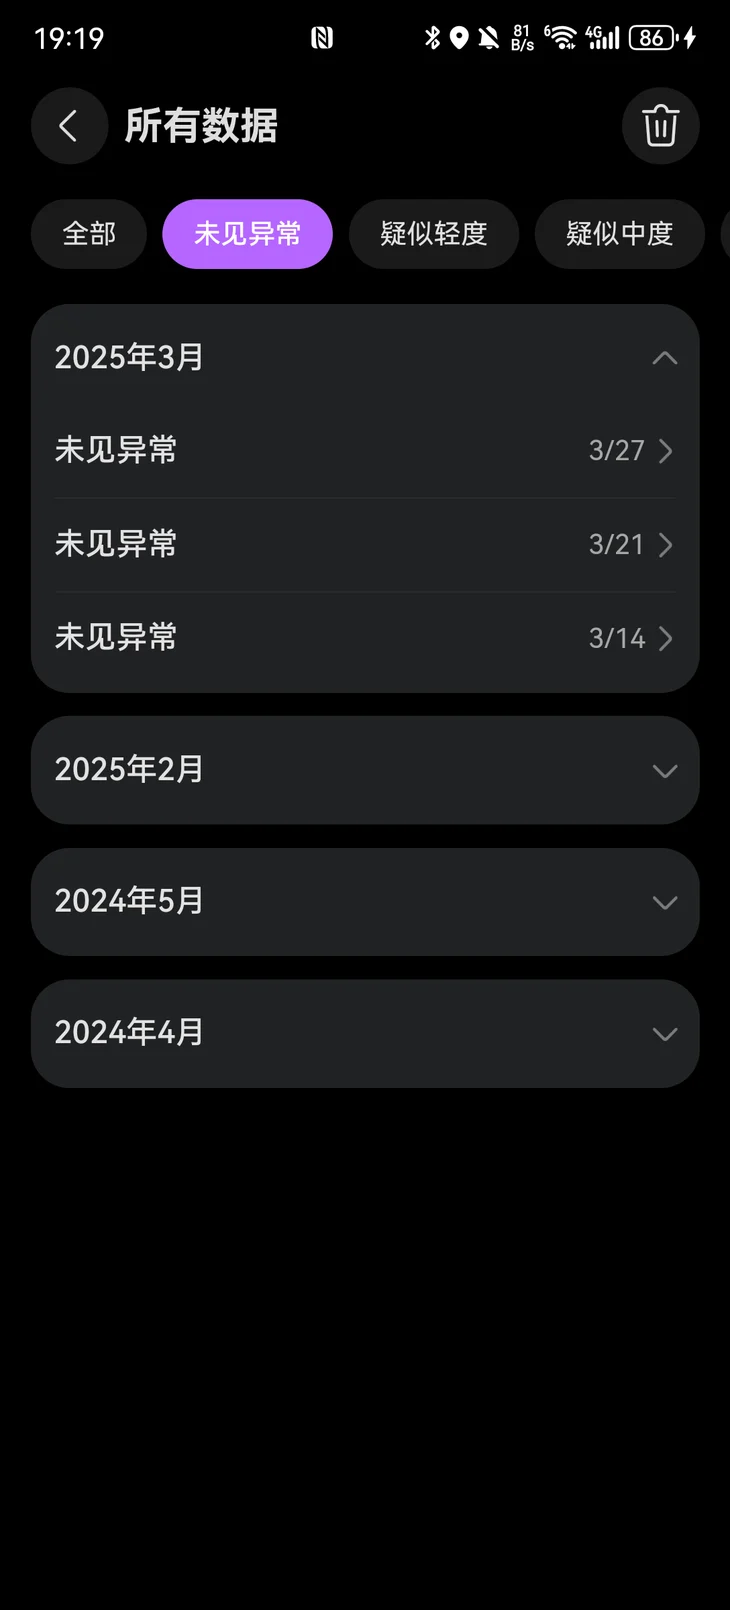 19:19 81 B/s 6 4G 86
所有数据
全部 未见异常 疑似轻度 疑似中度
2025年3月
未见异常 3/27
未见异常 3/21
未见异常 3/14
2025年2月
2024年5月
2024年4月